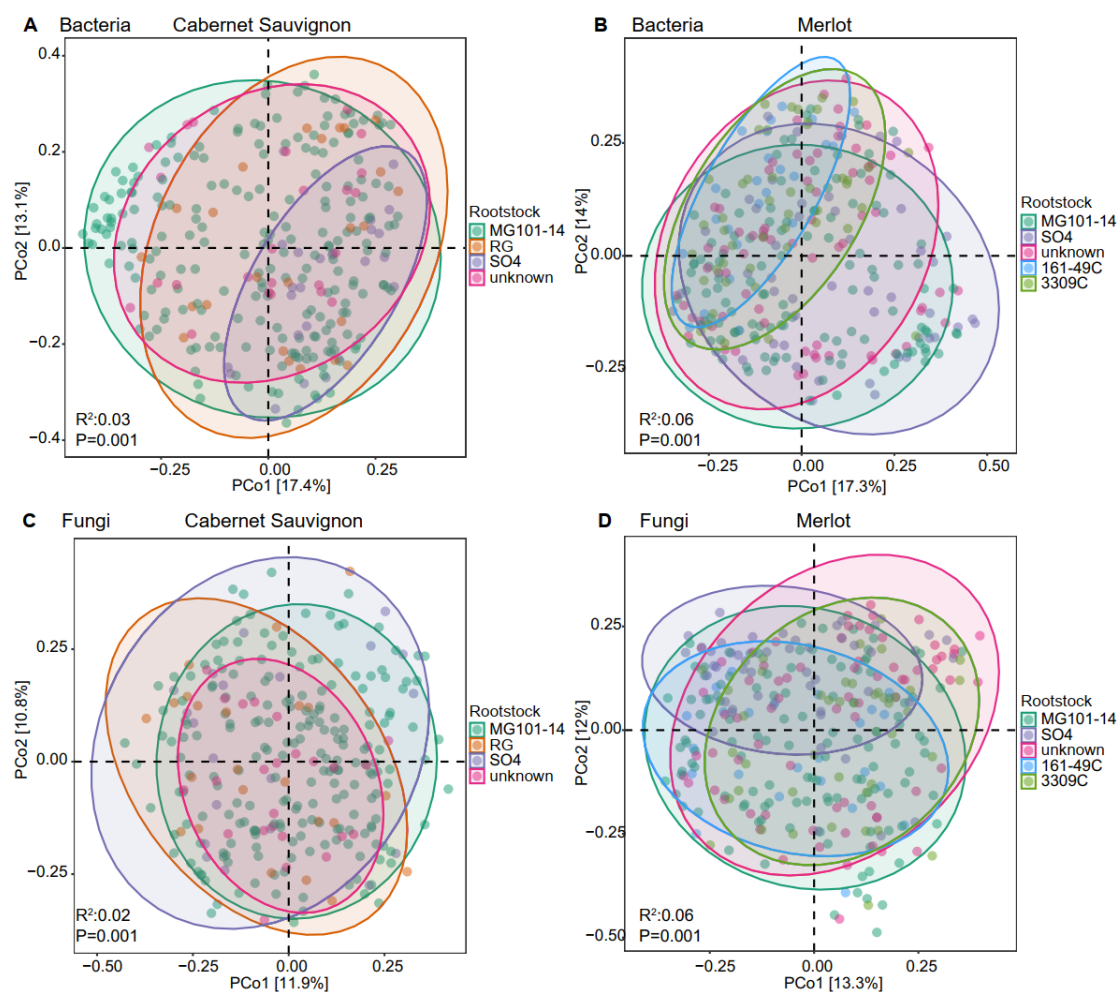 A Bacteria Cabernet Sauvignon
0.4
0.2
0.0
−0.2
−0.4
PCo2 [13.1%]
R²:0.03
P=0.001
−0.25 0.00 0.25
PCo1 [17.4%]
Rootstock
MG101-14
RG
SO4
unknown
B Bacteria Merlot
0.25
0.00
−0.25
PCo2 [14%]
R²:0.06
P=0.001
−0.25 0.00 0.25 0.50
PCo1 [17.3%]
Rootstock
MG101-14
SO4
unknown
161-49C
3309C
C Fungi Cabernet Sauvignon
0.25
0.00
−0.25
PCo2 [10.8%]
R²:0.02
P=0.001
−0.50 −0.25 0.00 0.25
PCo1 [11.9%]
Rootstock
MG101-14
RG
SO4
unknown
D Fungi Merlot
0.25
0.00
−0.25
−0.50
PCo2 [12%]
R²:0.06
P=0.001
−0.25 0.00 0.25
PCo1 [13.3%]
Rootstock
MG101-14
SO4
unknown
161-49C
3309C